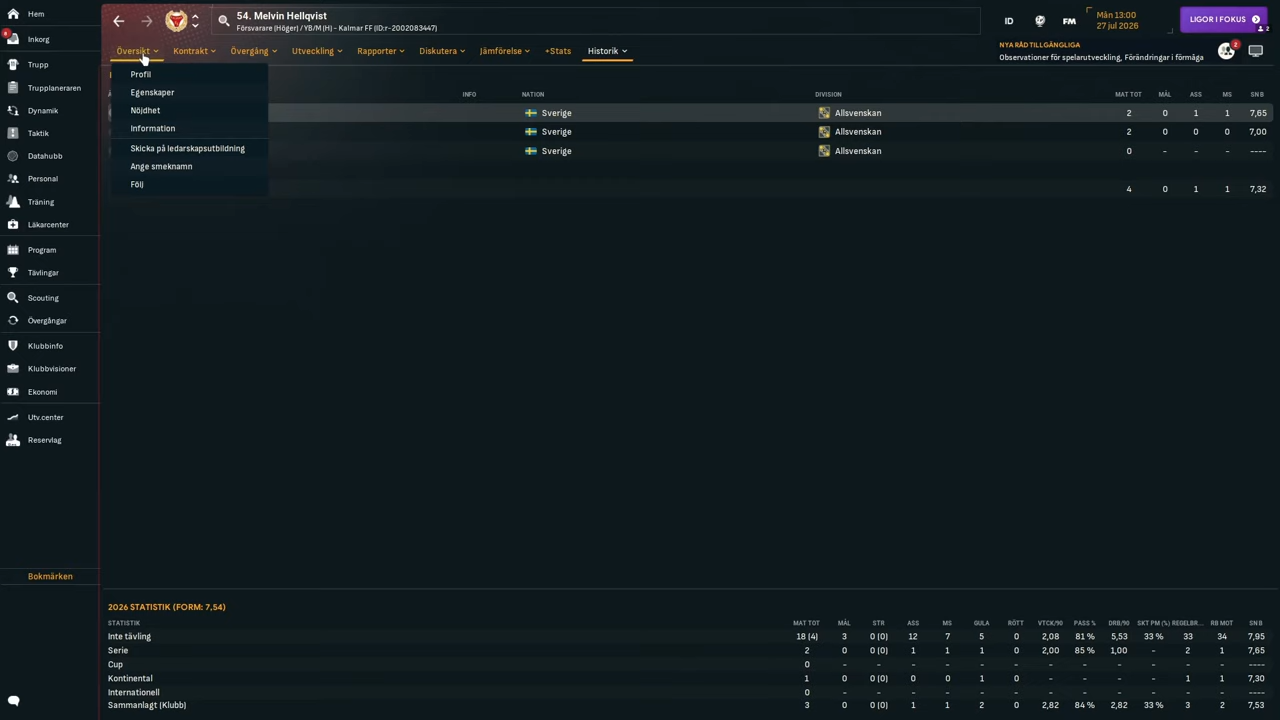 Hem
Inkorg
6
Trupp
Trupplaneraren
Dynamik
Taktik
Datahubb
Personal
Träning
Läkarcenter
Program
Tävlingar
Scouting
Övergångar
Klubbinfo
Klubbvisioner
Ekonomi
Utv.center
Reservlag
Bokmärken
54. Melvin Hellqvist
Försvarare (Höger) / YB/M (H) - Kalmar FF (ID:r-2002083447)
ID FM
Mån 13:00
27 jul 2026
LIGOR I FOKUS
2
Översikt Kontrakt Övergång Utveckling Rapporter Diskutera Jämförelse +Stats Historik
NYA RÅD TILLGÄNGLIGA
Observationer för spelarutveckling, Förändringar i förmåga
2
Profil
Egenskaper
Nöjdhet
Information
Skicka på ledarskapsutbildning
Ange smeknamn
Följ
INFO NATION DIVISION MAT TOT MÅL ASS MS SN B
Sverige Allsvenskan 2 0 1 1 7,65
Sverige Allsvenskan 2 0 0 0 7,00
Sverige Allsvenskan 0 - - - ----
4 0 1 1 7,32
2026 STATISTIK (FORM: 7,54)
STATISTIK MAT TOT MÅL STR ASS MS GULA RÖTT VTCK/90 PASS % DRB/90 SKT PM (%) REGELBR... RB MOT SN B
Inte tävling 18 (4) 3 0 (0) 12 7 5 0 2,08 81 % 5,53 33 % 33 34 7,95
Serie 2 0 0 (0) 1 1 1 0 2,00 85 % 1,00 - 2 1 7,65
Cup 0 - - - - - - - - - - - - ----
Kontinental 1 0 0 (0) 0 0 1 0 - - - - 1 1 7,30
Internationell 0 - - - - - - - - - - - - ----
Sammanlagt (Klubb) 3 0 0 (0) 1 1 2 0 2,82 84 % 2,82 33 % 3 2 7,53